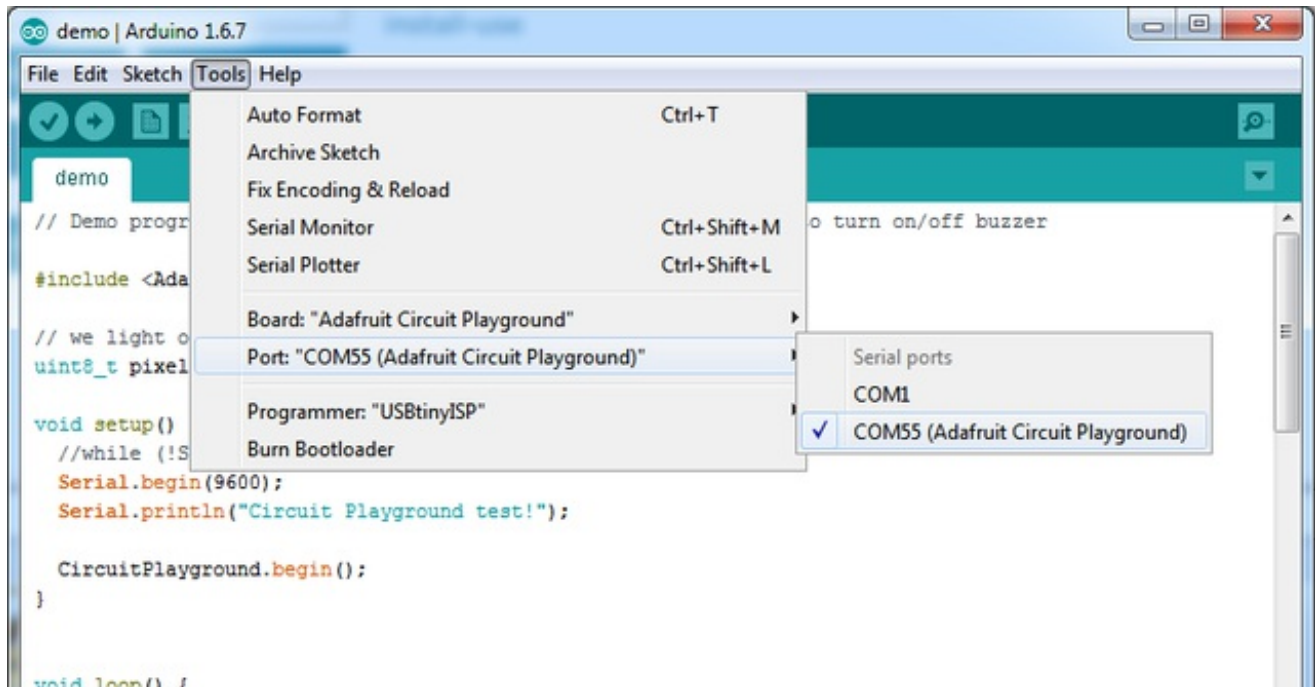 demo | Arduino 1.6.7
File Edit Sketch Tools Help
Auto Format Ctrl+T
Archive Sketch
Fix Encoding & Reload
Serial Monitor Ctrl+Shift+M
Serial Plotter Ctrl+Shift+L
Board: "Adafruit Circuit Playground"
Port: "COM55 (Adafruit Circuit Playground)"
Programmer: "USBtinyISP"
Burn Bootloader
Serial ports
COM1
COM55 (Adafruit Circuit Playground)
demo
// Demo progr o turn on/off buzzer
#include <Ada
// we light o
uint8_t pixel
void setup()
//while (!S
Serial.begin(9600);
Serial.println("Circuit Playground test!");
CircuitPlayground.begin();
}
void loop() {